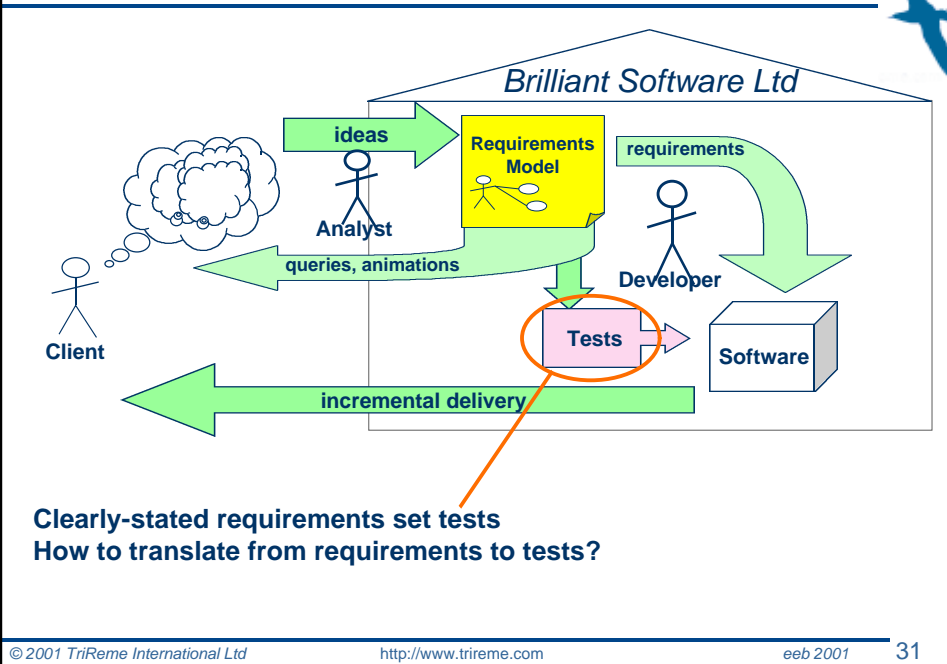 Brilliant Software Ltd
ideas
Requirements
Model
requirements
Analyst
queries, animations
Developer
Client
Tests
Software
incremental delivery
Clearly-stated requirements set tests
How to translate from requirements to tests?
© 2001 TriReme International Ltd http://www.trireme.com eeb 2001 31